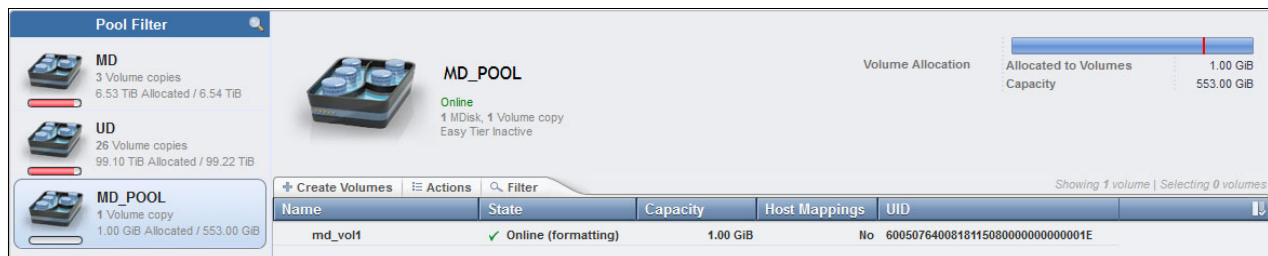 Pool Filter
MD
3 Volume copies
6.53 TiB Allocated / 6.54 TiB
UD
26 Volume copies
99.10 TiB Allocated / 99.22 TiB
MD_POOL
1 Volume copy
1.00 GiB Allocated / 553.00 GiB
MD_POOL
Online
1 MDisk, 1 Volume copy
Easy Tier Inactive
Volume Allocation
Allocated to Volumes 1.00 GiB
Capacity 553.00 GiB
Create Volumes Actions Filter
Showing 1 volume | Selecting 0 volumes
Name State Capacity Host Mappings UID
md_vol1 Online (formatting) 1.00 GiB No 6005076400818115080000000000001E